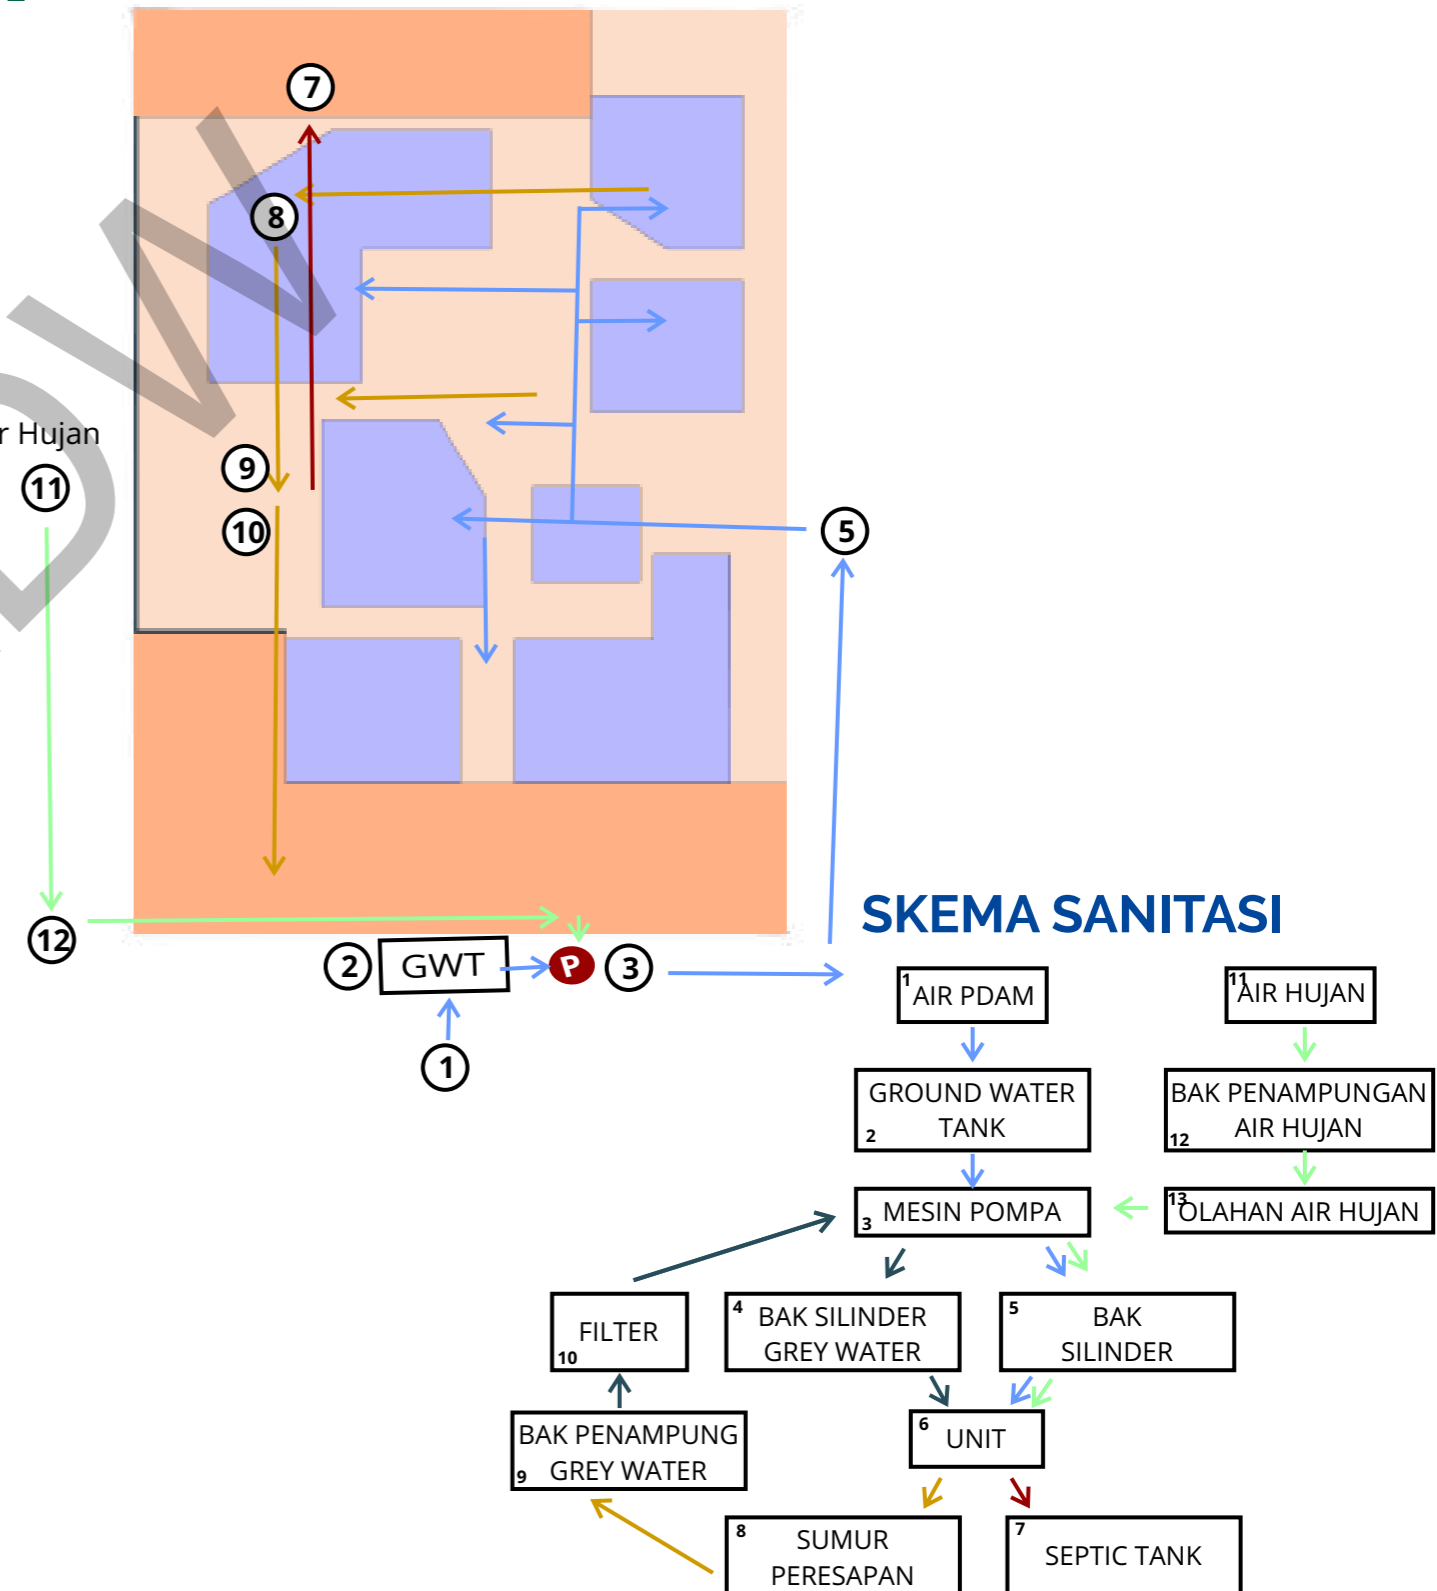 7
8
r Hujan
11
9
10
5
12
2
GWT
P
3
1
SKEMA SANITASI
1
AIR PDAM
11
AIR HUJAN
GROUND WATER
2 TANK
BAK PENAMPUNGAN
12 AIR HUJAN
3 MESIN POMPA
13
OLAHAN AIR HUJAN
FILTER
10
4 BAK SILINDER
GREY WATER
5 BAK
SILINDER
BAK PENAMPUNG
9 GREY WATER
6 UNIT
8 SUMUR
PERESAPAN
7
SEPTIC TANK